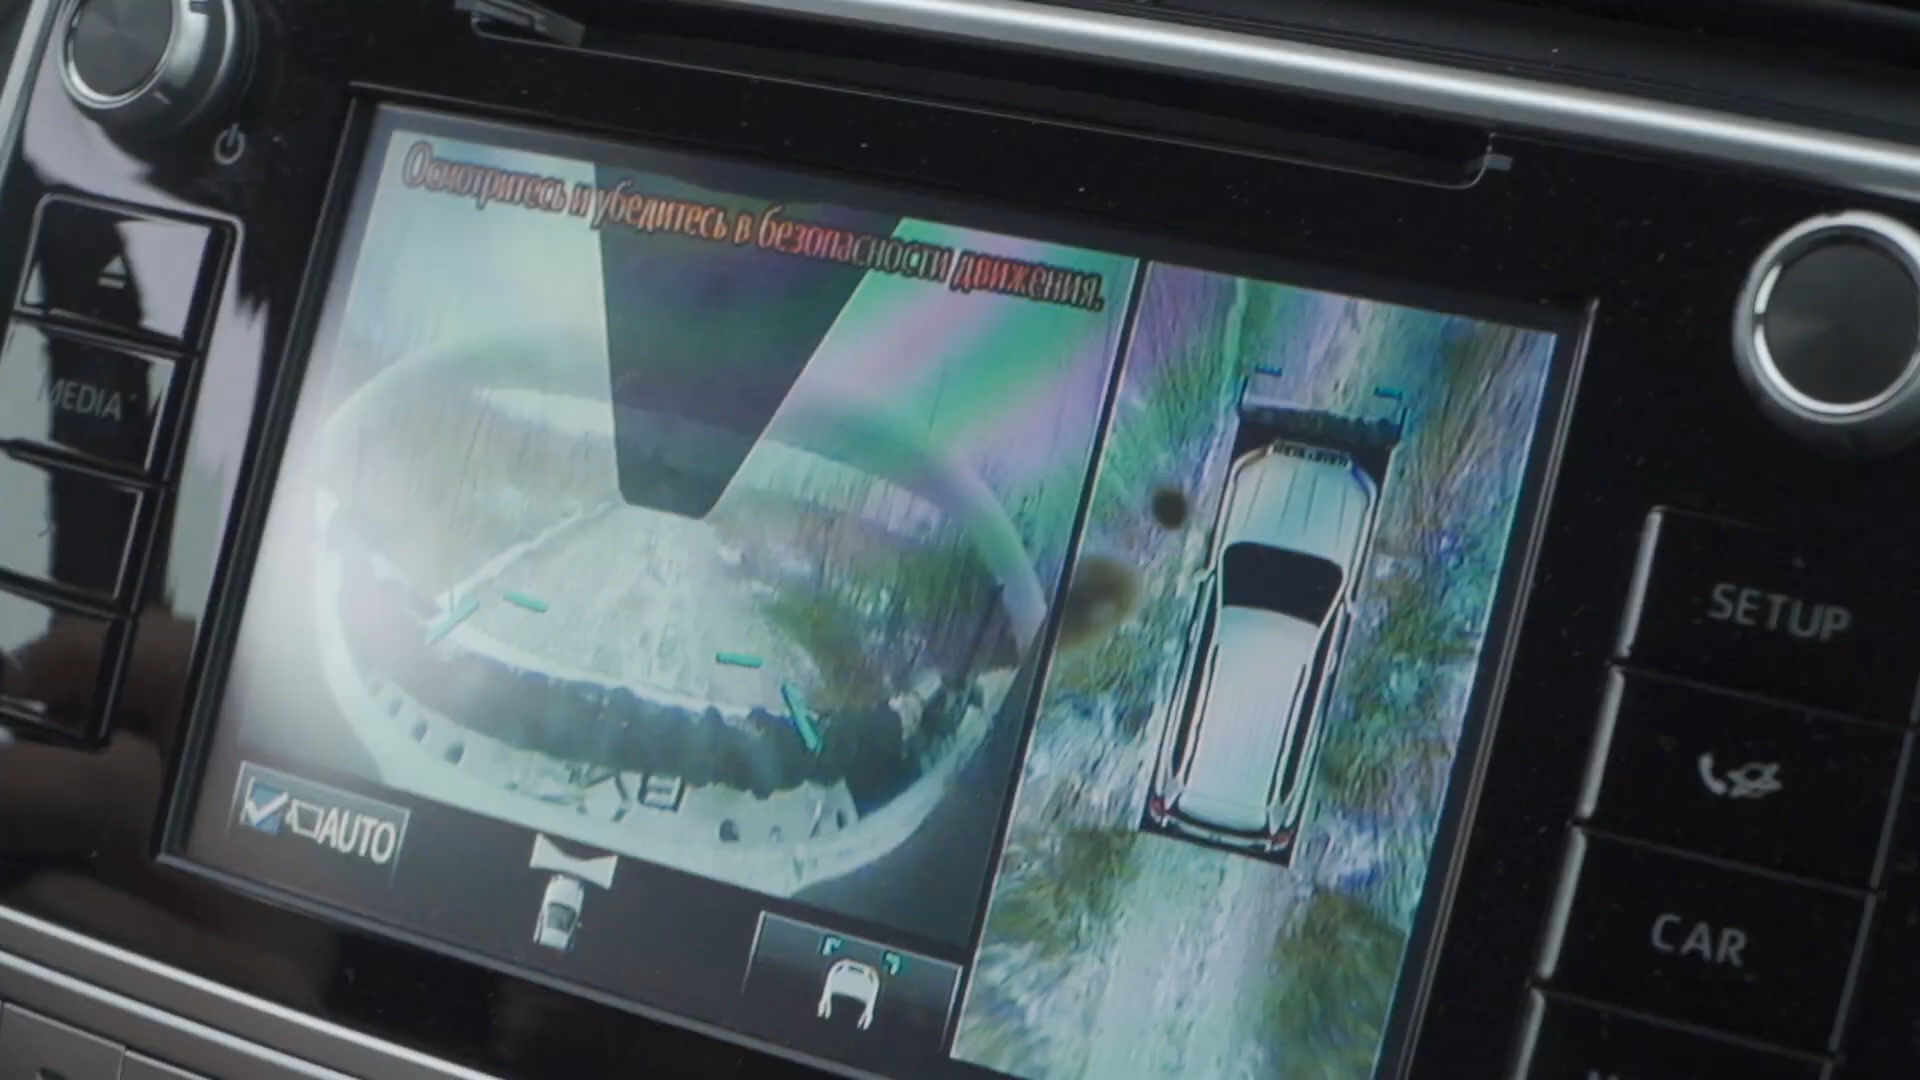 Осмотритесь и убедитесь в безопасности движения.
MEDIA
AUTO
SETUP
CAR